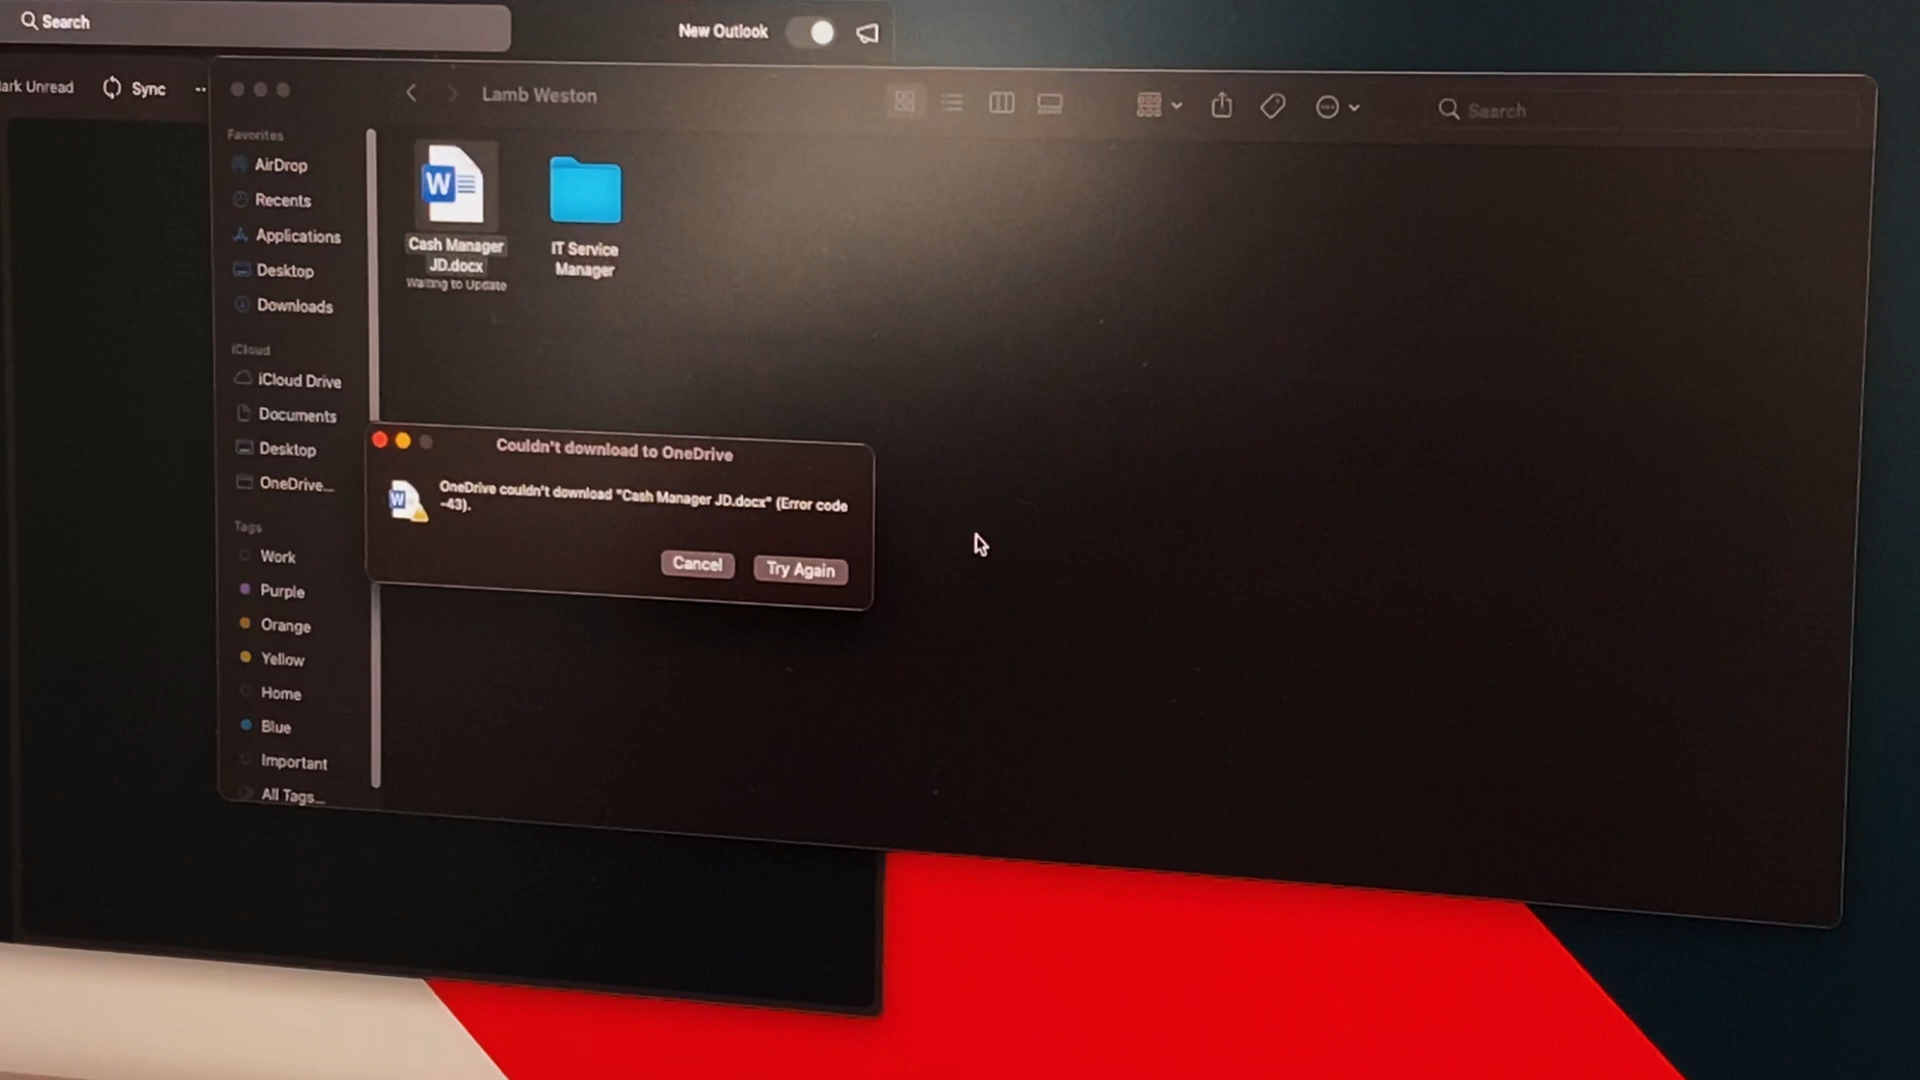 Search
New Outlook
ark Unread
Sync
Lamb Weston
Search
Favorites
AirDrop
Recents
Applications
Desktop
Downloads
iCloud
iCloud Drive
Documents
Desktop
OneDrive...
Tags
Work
Purple
Orange
Yellow
Home
Blue
Important
All Tags...
W
Cash Manager
JD.docx
Waiting to Update
IT Service
Manager
Couldn't download to OneDrive
W
OneDrive couldn't download "Cash Manager JD.docx" (Error code
-43).
Cancel
Try Again